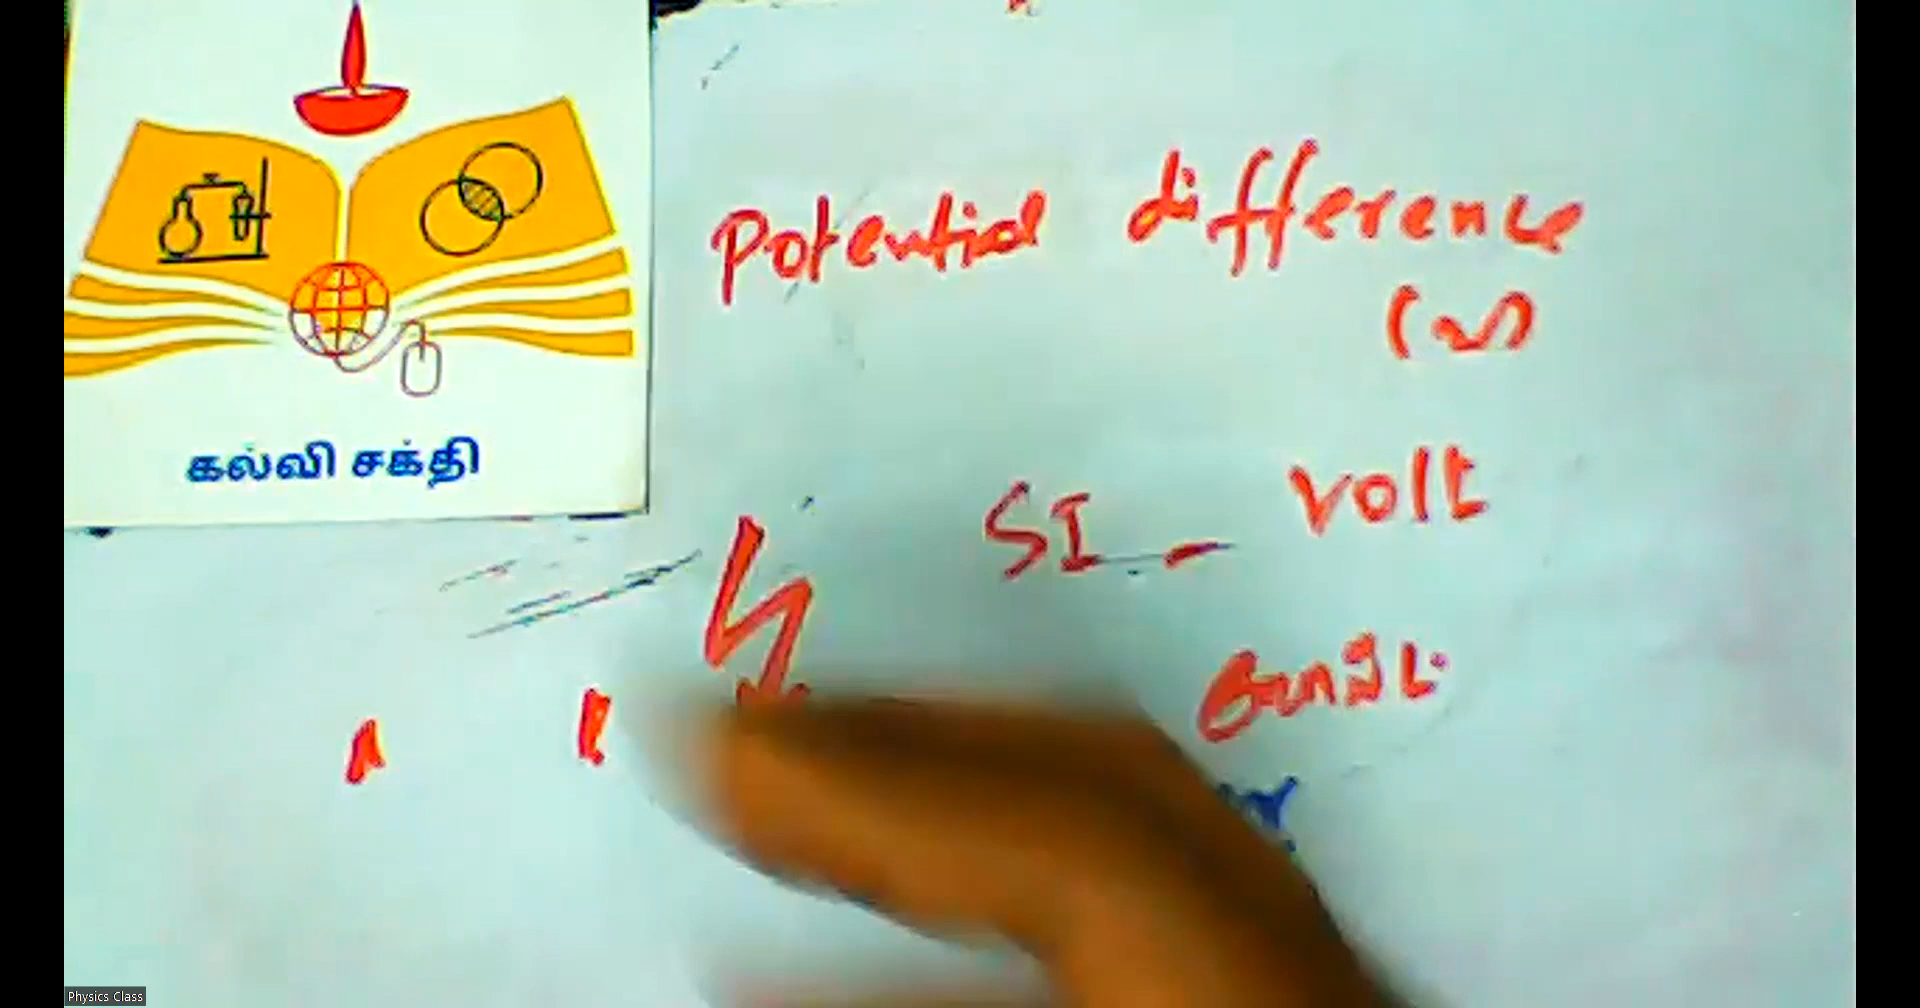 Potential difference
(v)
கல்வி சக்தி
SI - Volt
வோல்ட்
Physics Class